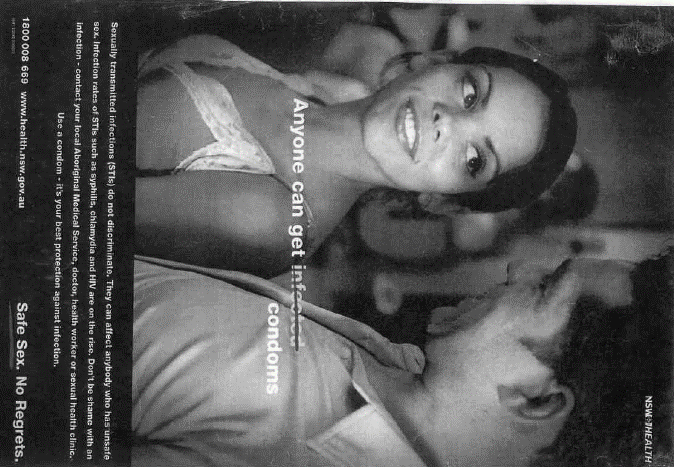 NSW HEALTH
Anyone can get infected
condoms
Sexually transmitted infections (STIs) do not discriminate. They can affect anybody who has unsafe
sex. Infection rates of STIs such as syphilis, chlamydia and HIV are on the rise. Don't be shame with an
infection - contact your local Aboriginal Medical Service, doctor, health worker or sexual health clinic.
Use a condom - it's your best protection against infection.
1800 008 669 www.health.nsw.gov.au
Safe Sex. No Regrets.